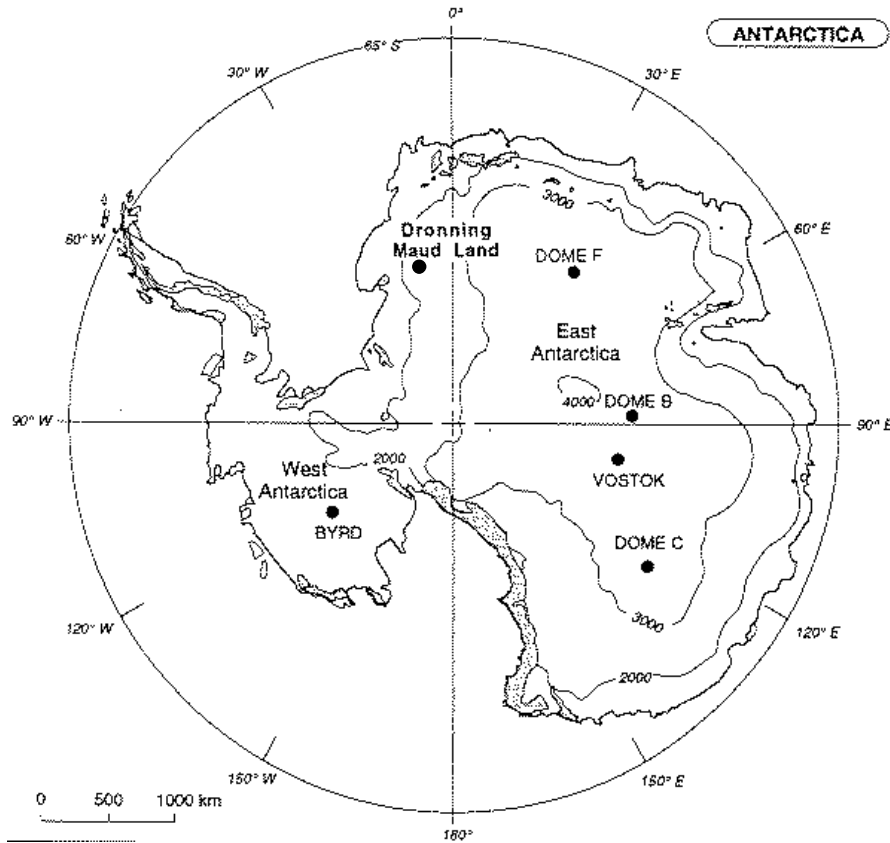 0°
ANTARCTICA
65° S
30° W
30° E
3000
60° W
Dronning
Maud Land
60° E
DOME F
East
Antarctica
4000
DOME B
90° W
90° E
2000
West
Antarctica
VOSTOK
BYRD
DOME C
3000
120° W
120° E
2000
150° W
150° E
0 500 1000 km
180°